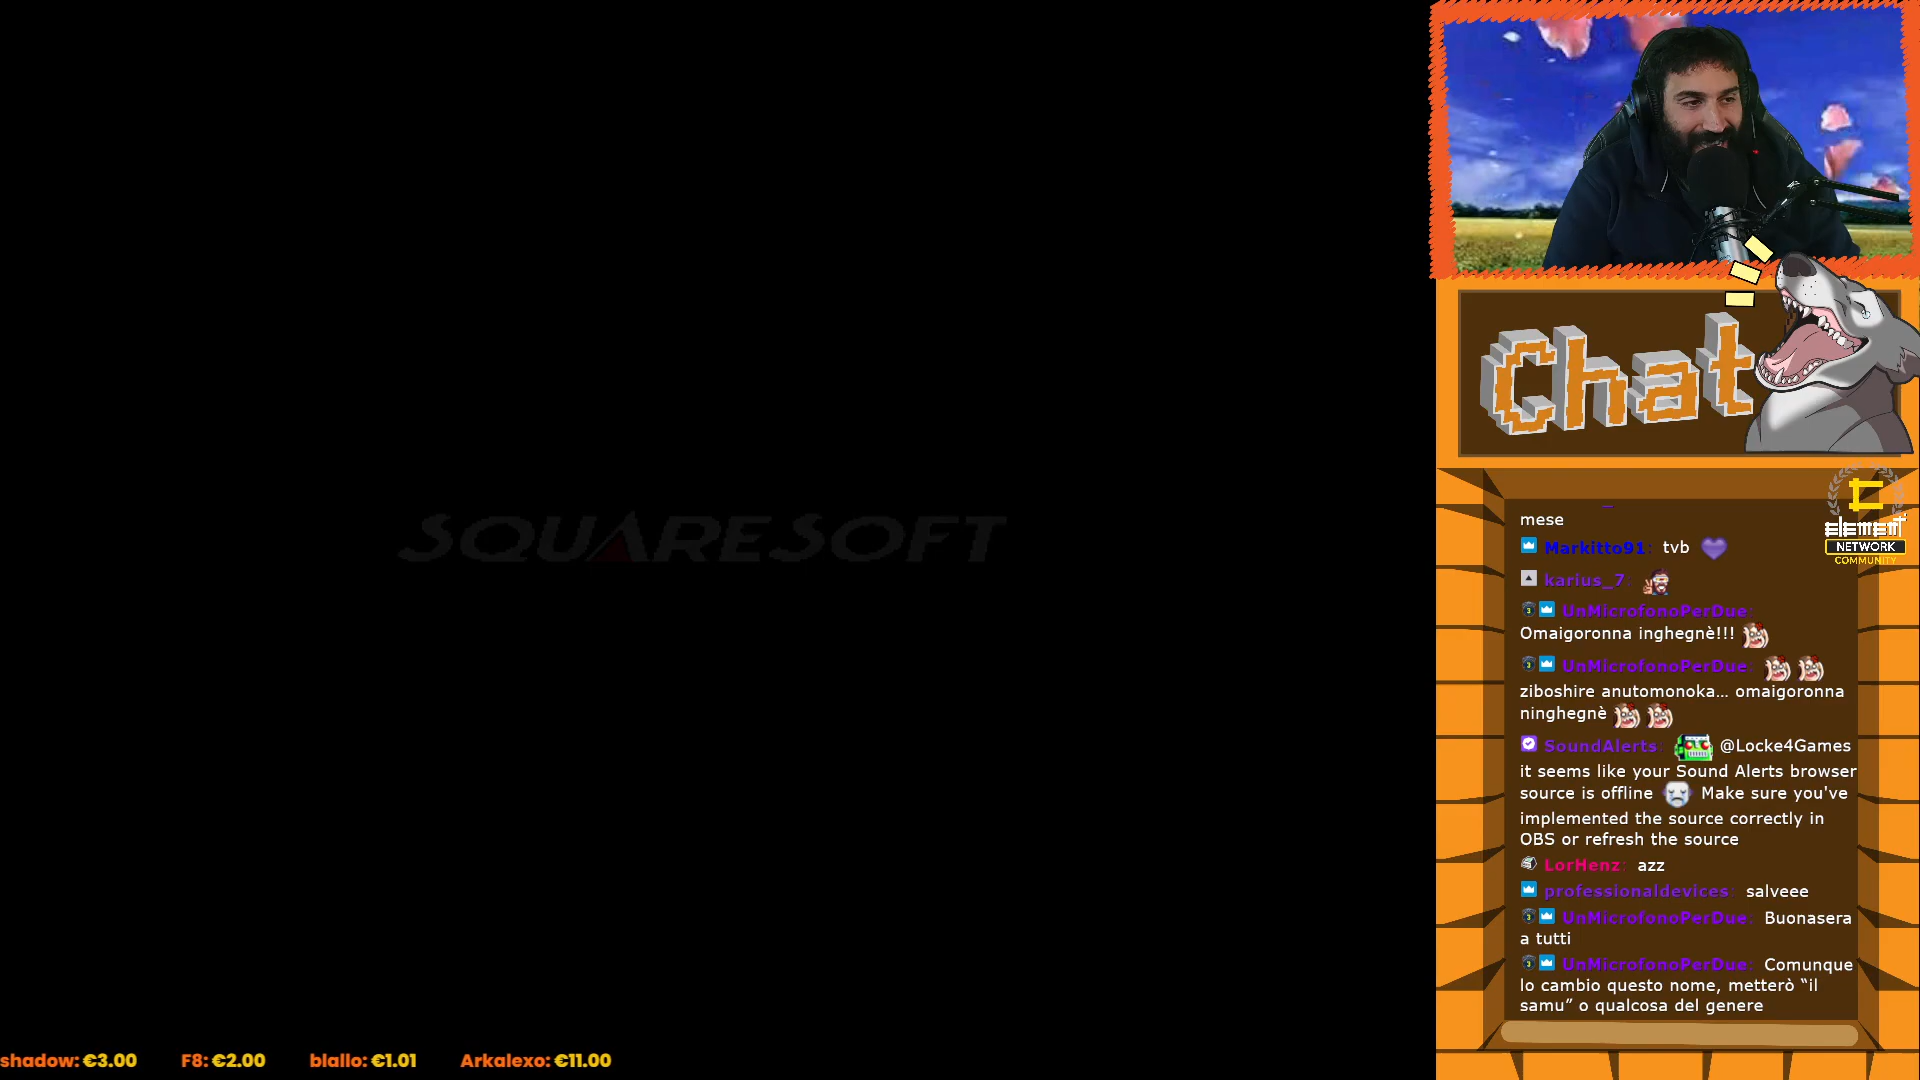 SQUARESOFT
Chat
element
NETWORK
COMMUNITY
mese
Markitto91: tvb
karius_7:
UnMicrofonoPerDue:
Omaigoronna inghegnè!!!
UnMicrofonoPerDue:
ziboshire anutomonoka... omaigoronna
ninghegnè
SoundAlerts: @Locke4Games
it seems like your Sound Alerts browser
source is offline Make sure you've
implemented the source correctly in
OBS or refresh the source
LorHenz: azz
professionaldevices: salveee
UnMicrofonoPerDue: Buonasera
a tutti
UnMicrofonoPerDue: Comunque
lo cambio questo nome, metterò “il
samu” o qualcosa del genere
shadow: €3.00 F8: €2.00 blallo: €1.01 Arkalexo: €11.00